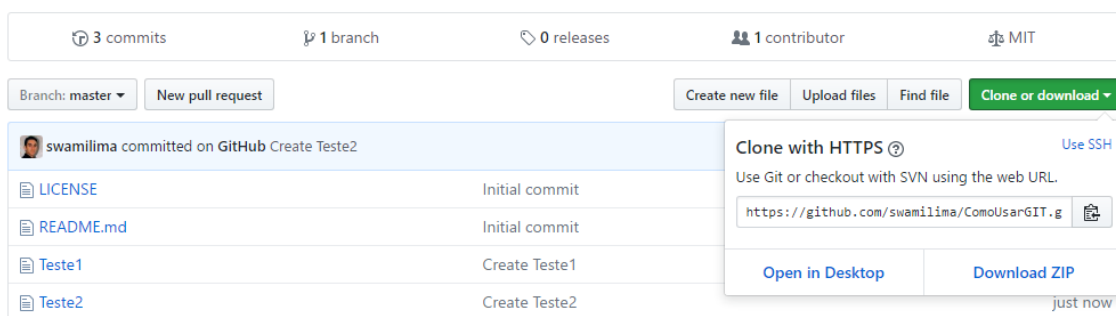 3 commits 1 branch 0 releases 1 contributor MIT
Branch: master New pull request Create new file Upload files Find file Clone or download
swamilima committed on GitHub Create Teste2
Clone with HTTPS ? Use SSH
Use Git or checkout with SVN using the web URL.
https://github.com/swamilima/ComoUsarGIT.g
Open in Desktop Download ZIP
LICENSE Initial commit
README.md Initial commit
Teste1 Create Teste1
Teste2 Create Teste2 just now